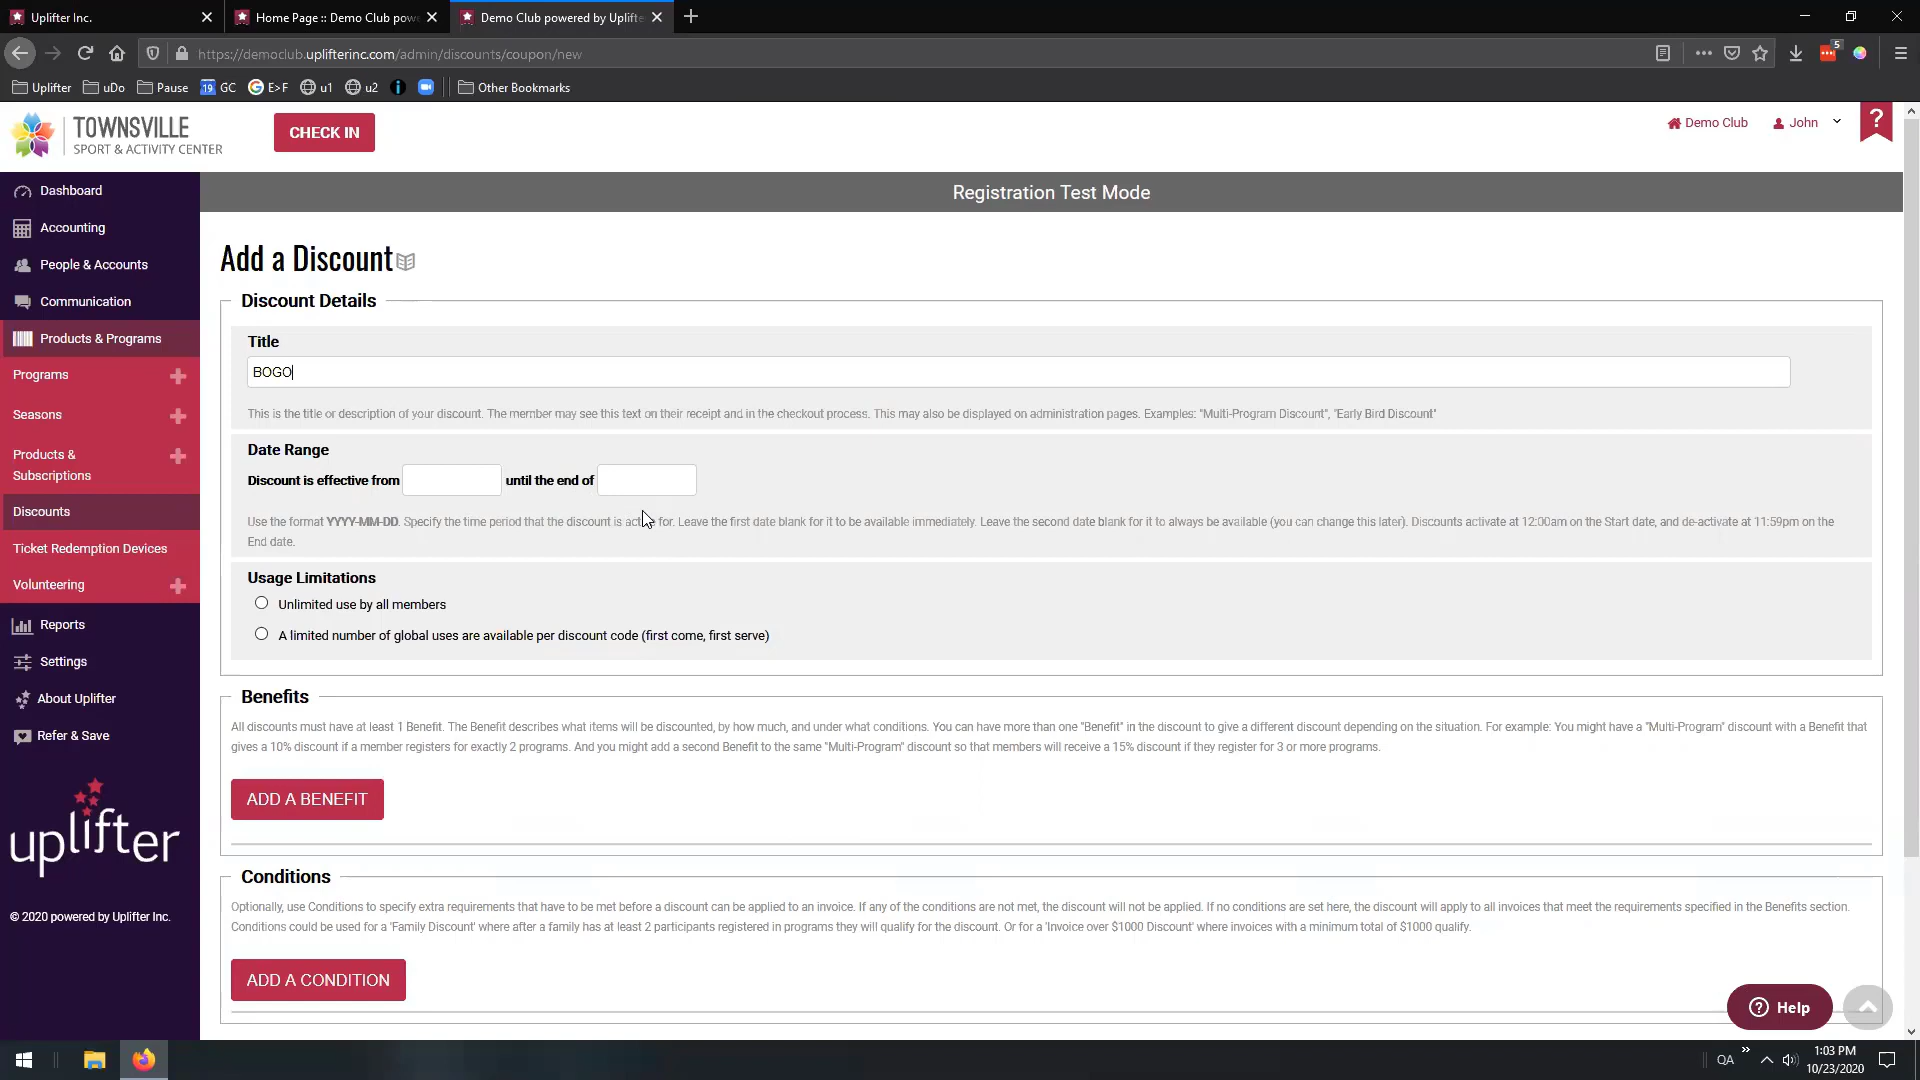 Uplifter Inc.
Home Page :: Demo Club pow
Demo Club powered by Uplifte
https://democlub.uplifterinc.com/admin/discounts/coupon/new
5
Uplifter
uDo
Pause
19 GC
E>F
u1
u2
Other Bookmarks
TOWNSVILLE
SPORT & ACTIVITY CENTER
CHECK IN
Demo Club
John
?
Dashboard
Accounting
People & Accounts
Communication
Products & Programs
Programs
Seasons
Products &
Subscriptions
Discounts
Ticket Redemption Devices
Volunteering
Reports
Settings
About Uplifter
Refer & Save
uplifter
© 2020 powered by Uplifter Inc.
Registration Test Mode
Add a Discount
Discount Details
Title
BOGO
This is the title or description of your discount. The member may see this text on their receipt and in the checkout process. This may also be displayed on administration pages. Examples: "Multi-Program Discount", "Early Bird Discount"
Date Range
Discount is effective from until the end of
Use the format YYYY-MM-DD. Specify the time period that the discount is active for. Leave the first date blank for it to be available immediately. Leave the second date blank for it to always be available (you can change this later). Discounts activate at 12:00am on the Start date, and de-activate at 11:59pm on the
End date.
Usage Limitations
Unlimited use by all members
A limited number of global uses are available per discount code (first come, first serve)
Benefits
All discounts must have at least 1 Benefit. The Benefit describes what items will be discounted, by how much, and under what conditions. You can have more than one "Benefit" in the discount to give a different discount depending on the situation. For example: You might have a "Multi-Program" discount with a Benefit that
gives a 10% discount if a member registers for exactly 2 programs. And you might add a second Benefit to the same "Multi-Program" discount so that members will receive a 15% discount if they register for 3 or more programs.
ADD A BENEFIT
Conditions
Optionally, use Conditions to specify extra requirements that have to be met before a discount can be applied to an invoice. If any of the conditions are not met, the discount will not be applied. If no conditions are set here, the discount will apply to all invoices that meet the requirements specified in the Benefits section.
Conditions could be used for a 'Family Discount' where after a family has at least 2 participants registered in programs they will qualify for the discount. Or for a 'Invoice over $1000 Discount' where invoices with a minimum total of $1000 qualify.
ADD A CONDITION
Help
QA
1:03 PM
10/23/2020